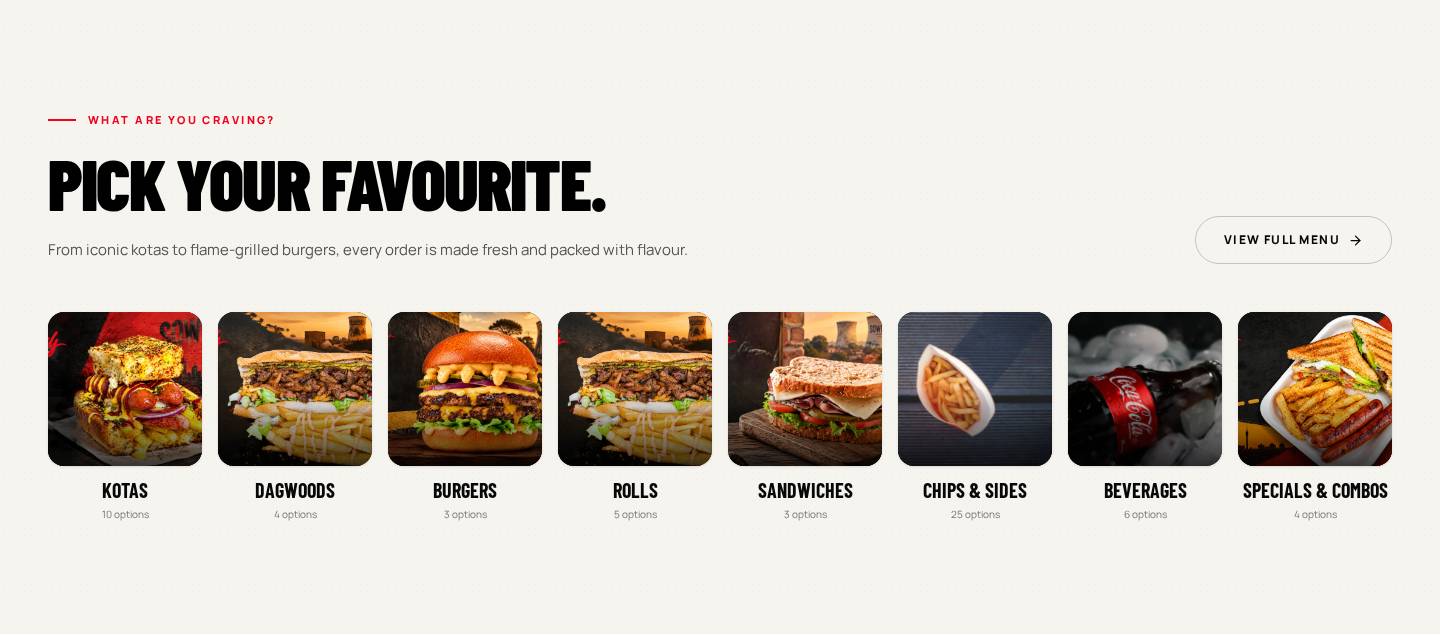 WHAT ARE YOU CRAVING?
PICK YOUR FAVOURITE.
From iconic kotas to flame-grilled burgers, every order is made fresh and packed with flavour.
VIEW FULL MENU →
Coca-Cola
KOTAS
10 options
DAGWOODS
4 options
BURGERS
3 options
ROLLS
5 options
SANDWICHES
3 options
CHIPS & SIDES
25 options
BEVERAGES
6 options
SPECIALS & COMBOS
4 options